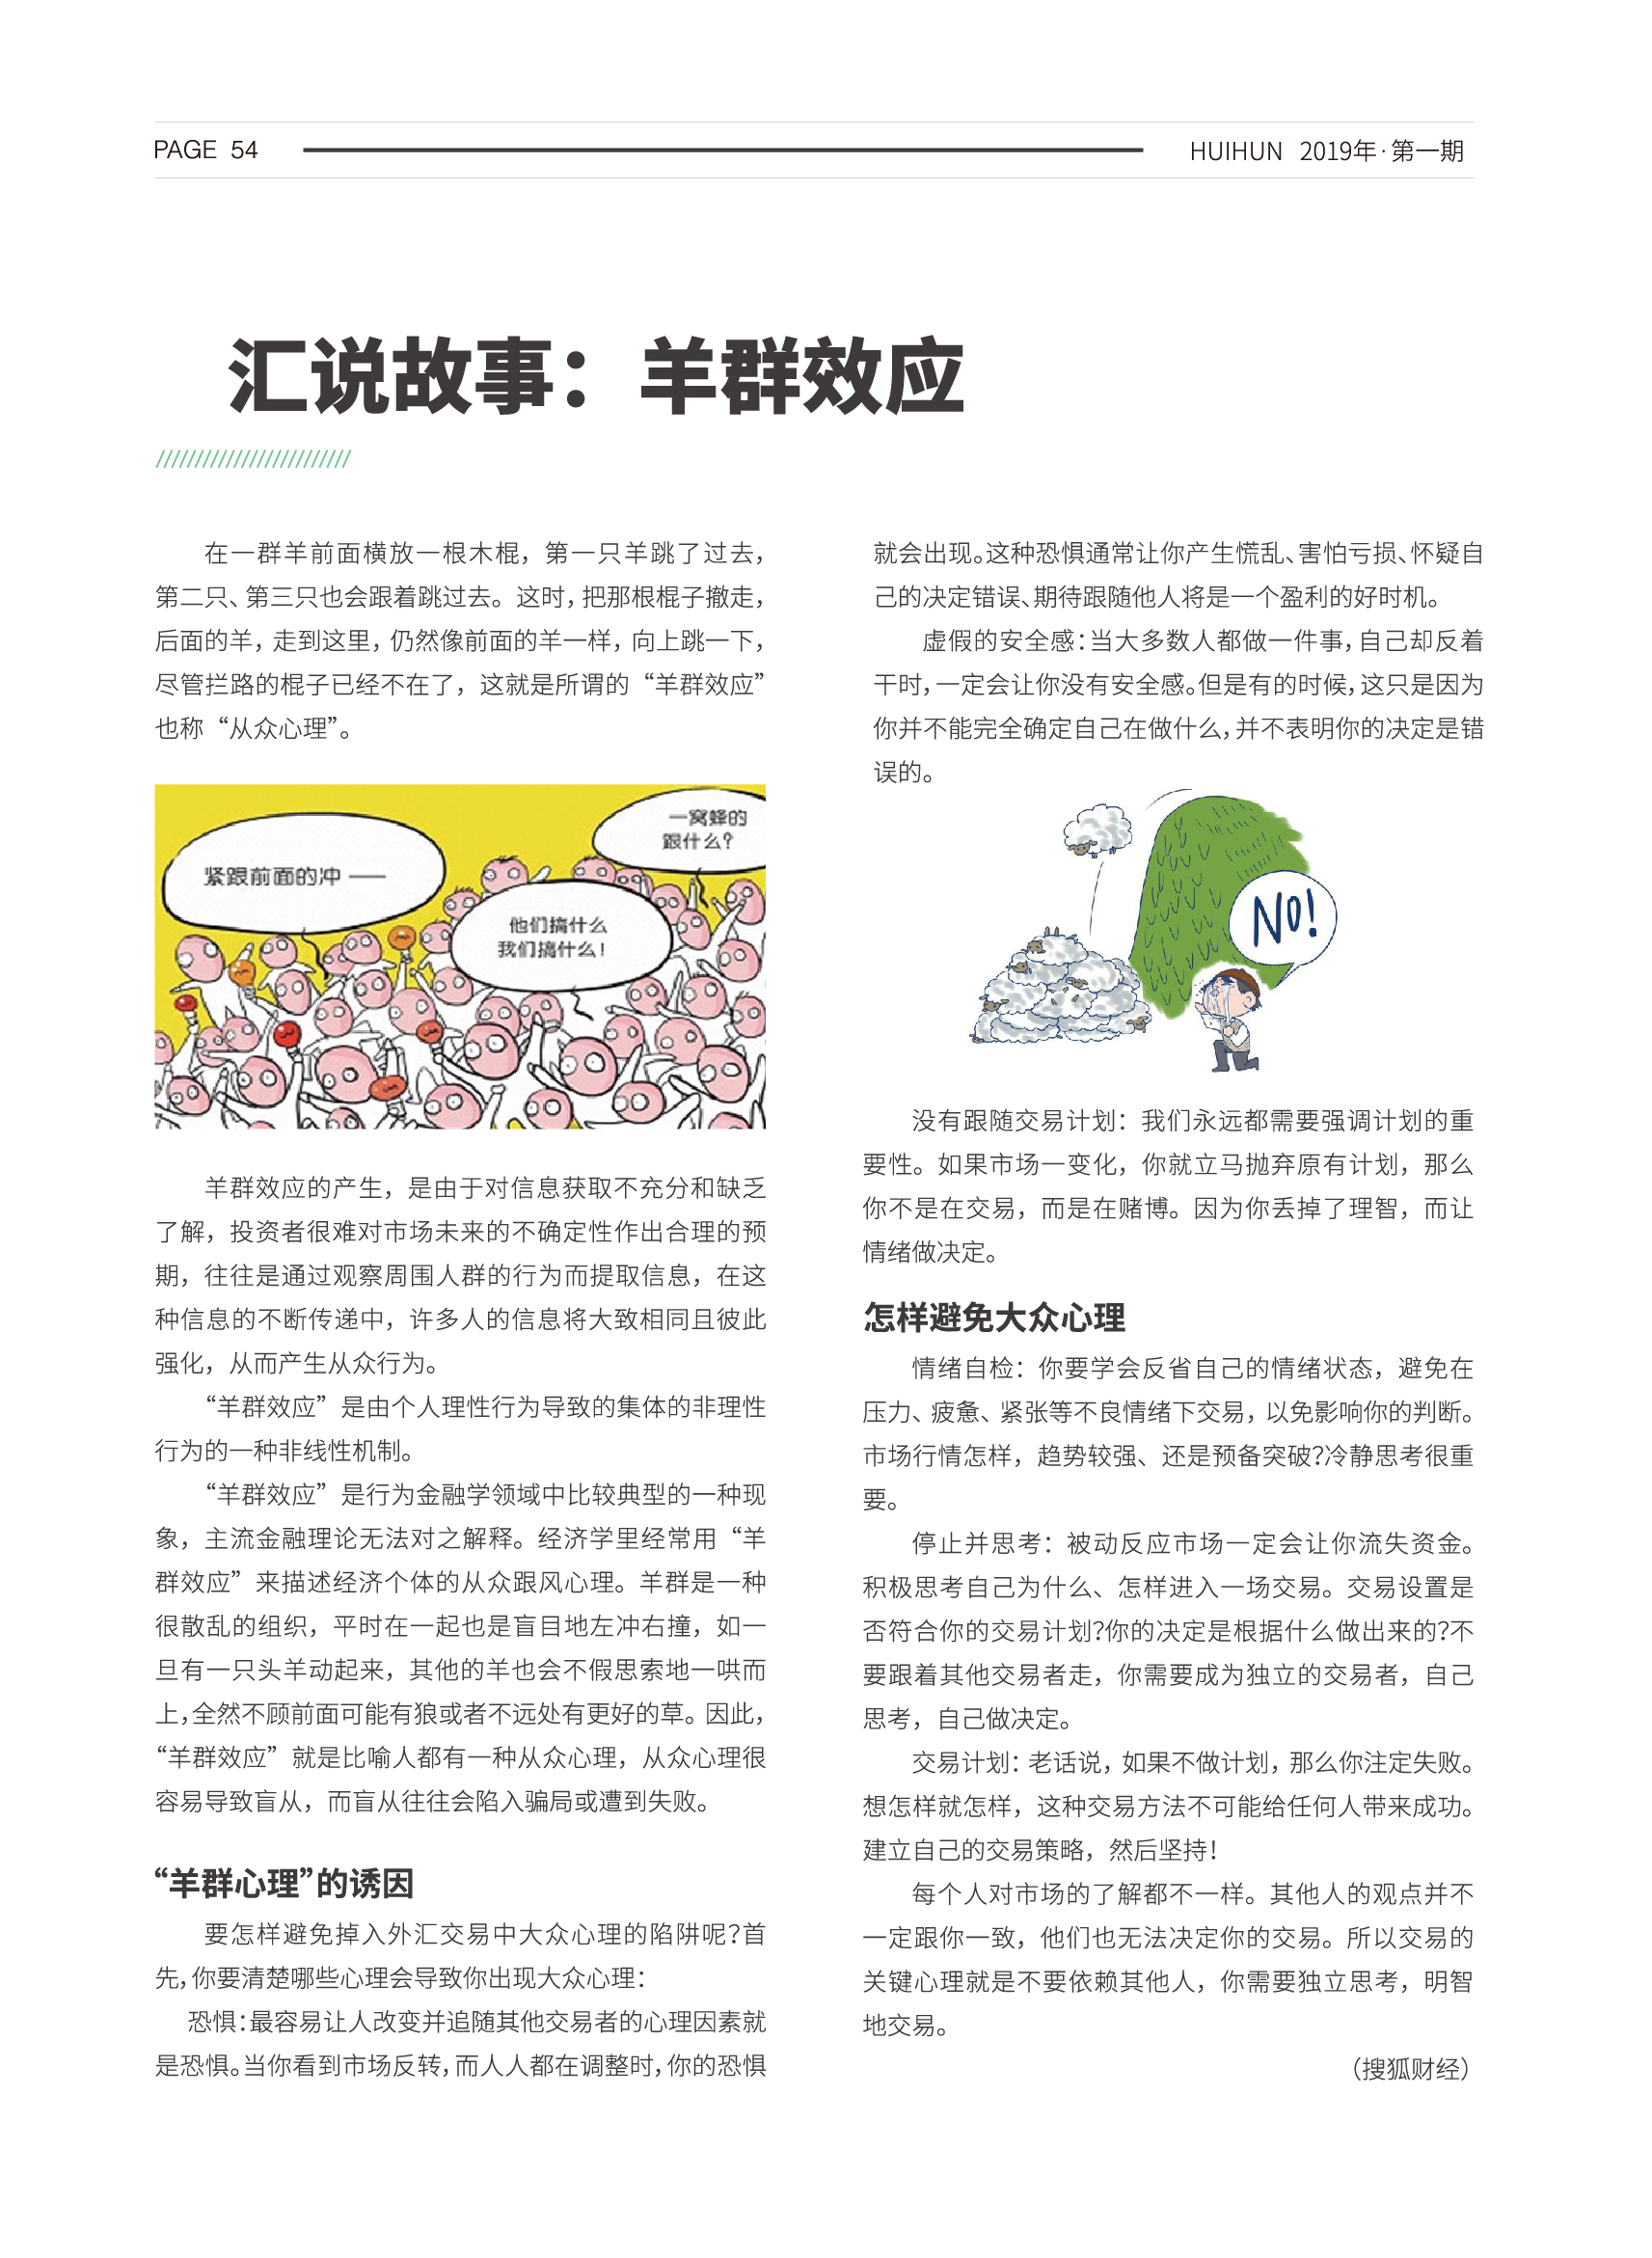 PAGE 54
HUIHUN 2019年·第一期
汇说故事：羊群效应
在一群羊前面横放一根木棍，第一只羊跳了过去，
第二只、第三只也会跟着跳过去。这时，把那根棍子撤走，
后面的羊，走到这里，仍然像前面的羊一样，向上跳一下，
尽管拦路的棍子已经不在了，这就是所谓的“羊群效应”
也称“从众心理”。
紧跟前面的冲 ——
一窝蜂的
跟什么？
他们搞什么
我们搞什么！
羊群效应的产生，是由于对信息获取不充分和缺乏
了解，投资者很难对市场未来的不确定性作出合理的预
期，往往是通过观察周围人群的行为而提取信息，在这
种信息的不断传递中，许多人的信息将大致相同且彼此
强化，从而产生从众行为。
“羊群效应”是由个人理性行为导致的集体的非理性
行为的一种非线性机制。
“羊群效应”是行为金融学领域中比较典型的一种现
象，主流金融理论无法对之解释。经济学里经常用“羊
群效应”来描述经济个体的从众跟风心理。羊群是一种
很散乱的组织，平时在一起也是盲目地左冲右撞，如一
旦有一只头羊动起来，其他的羊也会不假思索地一哄而
上，全然不顾前面可能有狼或者不远处有更好的草。因此，
“羊群效应”就是比喻人都有一种从众心理，从众心理很
容易导致盲从，而盲从往往会陷入骗局或遭到失败。
“羊群心理”的诱因
要怎样避免掉入外汇交易中大众心理的陷阱呢？首
先，你要清楚哪些心理会导致你出现大众心理：
恐惧：最容易让人改变并追随其他交易者的心理因素就
是恐惧。当你看到市场反转，而人人都在调整时，你的恐惧
就会出现。这种恐惧通常让你产生慌乱、害怕亏损、怀疑自
己的决定错误、期待跟随他人将是一个盈利的好时机。
虚假的安全感：当大多数人都做一件事，自己却反着
干时，一定会让你没有安全感。但是有的时候，这只是因为
你并不能完全确定自己在做什么，并不表明你的决定是错
误的。
NO!
没有跟随交易计划：我们永远都需要强调计划的重
要性。如果市场一变化，你就立马抛弃原有计划，那么
你不是在交易，而是在赌博。因为你丢掉了理智，而让
情绪做决定。
怎样避免大众心理
情绪自检：你要学会反省自己的情绪状态，避免在
压力、疲惫、紧张等不良情绪下交易，以免影响你的判断。
市场行情怎样，趋势较强、还是预备突破？冷静思考很重
要。
停止并思考：被动反应市场一定会让你流失资金。
积极思考自己为什么、怎样进入一场交易。交易设置是
否符合你的交易计划？你的决定是根据什么做出来的？不
要跟着其他交易者走，你需要成为独立的交易者，自己
思考，自己做决定。
交易计划：老话说，如果不做计划，那么你注定失败。
想怎样就怎样，这种交易方法不可能给任何人带来成功。
建立自己的交易策略，然后坚持！
每个人对市场的了解都不一样。其他人的观点并不
一定跟你一致，他们也无法决定你的交易。所以交易的
关键心理就是不要依赖其他人，你需要独立思考，明智
地交易。
（搜狐财经）